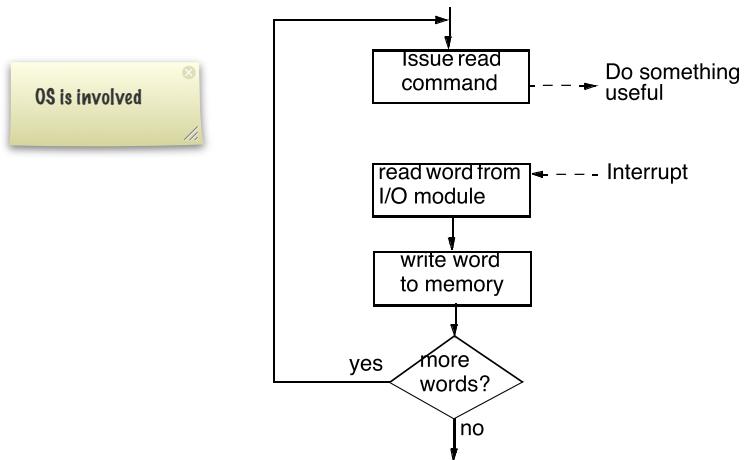 Issue read
command
Do something
useful
OS is involved
read word from
I/O module
Interrupt
write word
to memory
more
words?
yes
no